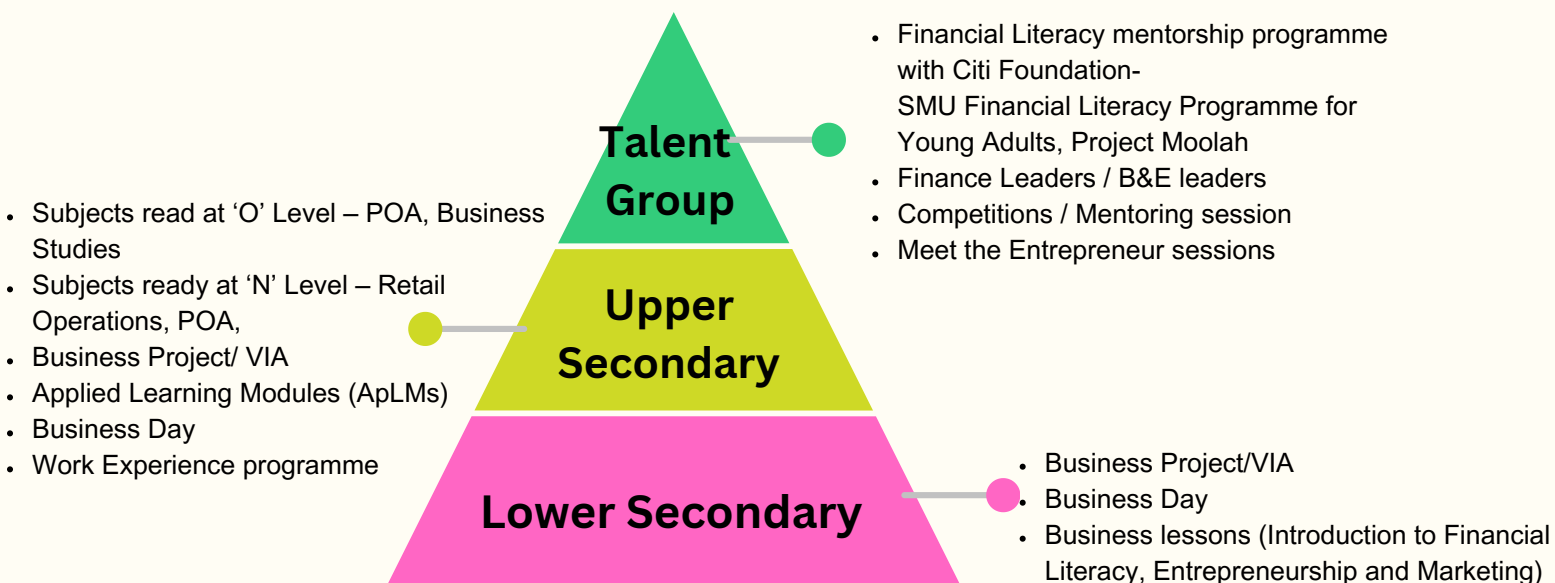 Talent
Group
• Financial Literacy mentorship programme
with Citi Foundation-
SMU Financial Literacy Programme for
Young Adults, Project Moolah
• Finance Leaders / B&E leaders
• Competitions / Mentoring session
• Meet the Entrepreneur sessions
• Subjects read at ‘O’ Level – POA, Business
Studies
• Subjects ready at ‘N’ Level – Retail
Operations, POA,
• Business Project/ VIA
• Applied Learning Modules (ApLMs)
• Business Day
• Work Experience programme
Upper
Secondary
Lower Secondary
• Business Project/VIA
• Business Day
• Business lessons (Introduction to Financial
Literacy, Entrepreneurship and Marketing)